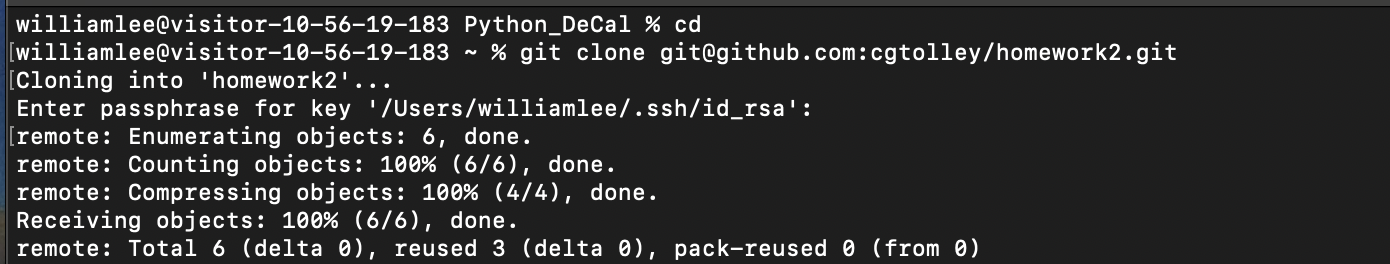 williamlee@visitor-10-56-19-183 Python_DeCal % cd
[williamlee@visitor-10-56-19-183 ~ % git clone git@github.com:cgtolley/homework2.git
[Cloning into 'homework2'...
Enter passphrase for key '/Users/williamlee/.ssh/id_rsa':
[remote: Enumerating objects: 6, done.
remote: Counting objects: 100% (6/6), done.
remote: Compressing objects: 100% (4/4), done.
Receiving objects: 100% (6/6), done.
remote: Total 6 (delta 0), reused 3 (delta 0), pack-reused 0 (from 0)